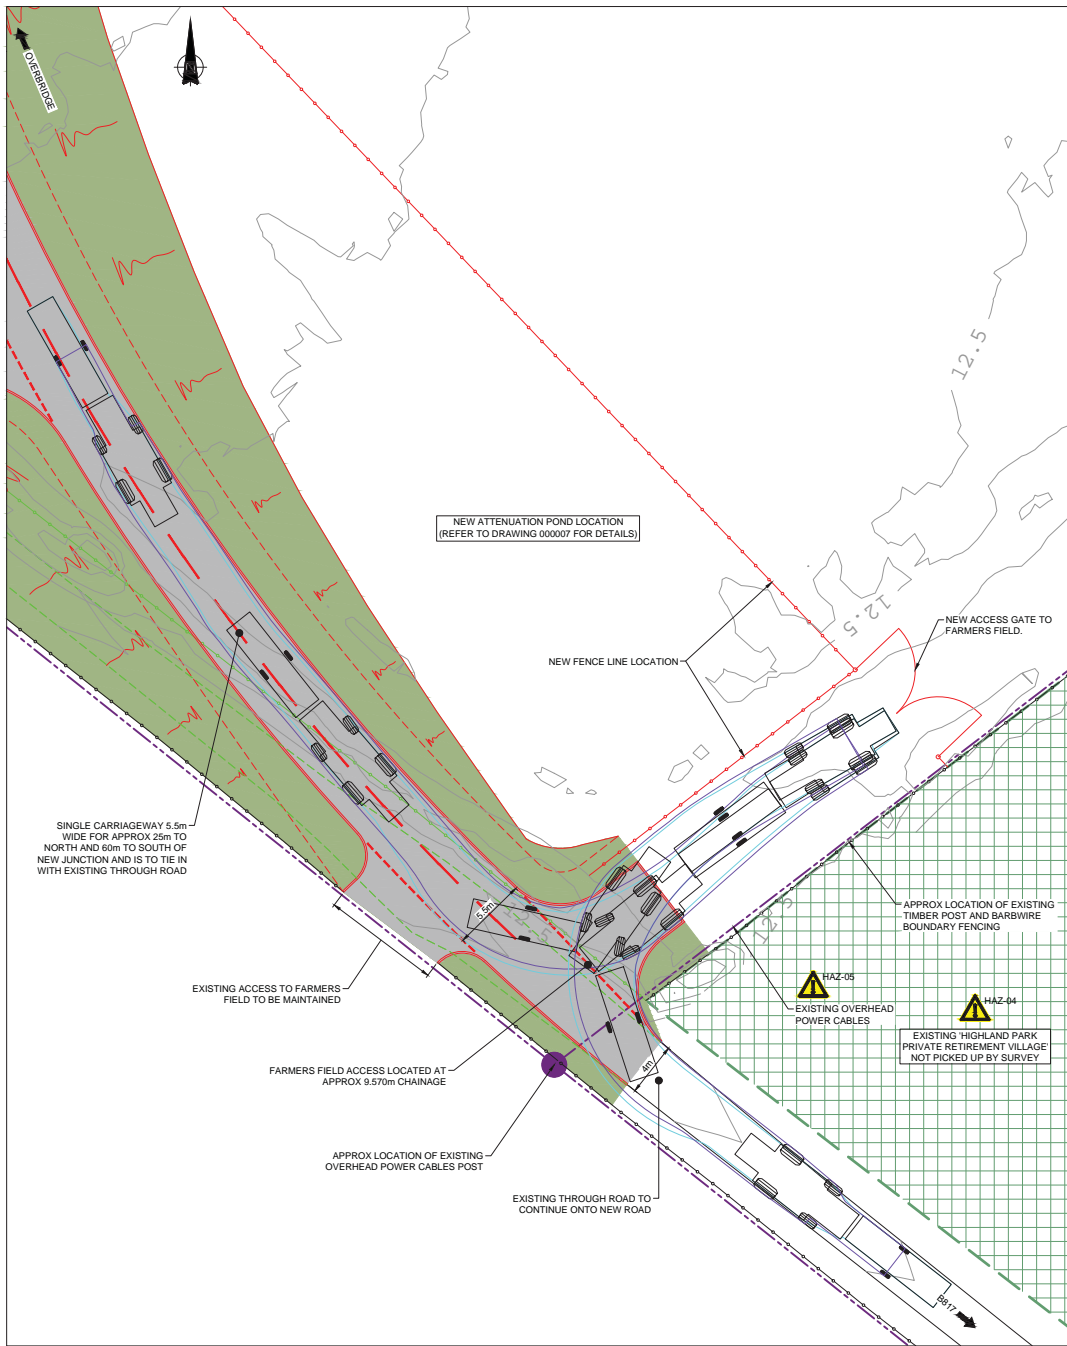 OVERBRIDGE
N
12.5
NEW ATTENUATION POND LOCATION
(REFER TO DRAWING 000007 FOR DETAILS)
12.5
NEW ACCESS GATE TO
FARMERS FIELD.
NEW FENCE LINE LOCATION
SINGLE CARRIAGEWAY 5.5m
WIDE FOR APPROX 25m TO
NORTH AND 60m TO SOUTH OF
NEW JUNCTION AND IS TO TIE IN
WITH EXISTING THROUGH ROAD
5.5m
12.5
12.5
APPROX LOCATION OF EXISTING
TIMBER POST AND BARBWIRE
BOUNDARY FENCING
EXISTING ACCESS TO FARMERS
FIELD TO BE MAINTAINED
HAZ-05
EXISTING OVERHEAD
POWER CABLES
HAZ-04
EXISTING 'HIGHLAND PARK
PRIVATE RETIREMENT VILLAGE'
NOT PICKED UP BY SURVEY
FARMERS FIELD ACCESS LOCATED AT
APPROX 9.570m CHAINAGE
4m
APPROX LOCATION OF EXISTING
OVERHEAD POWER CABLES POST
EXISTING THROUGH ROAD TO
CONTINUE ONTO NEW ROAD
B817